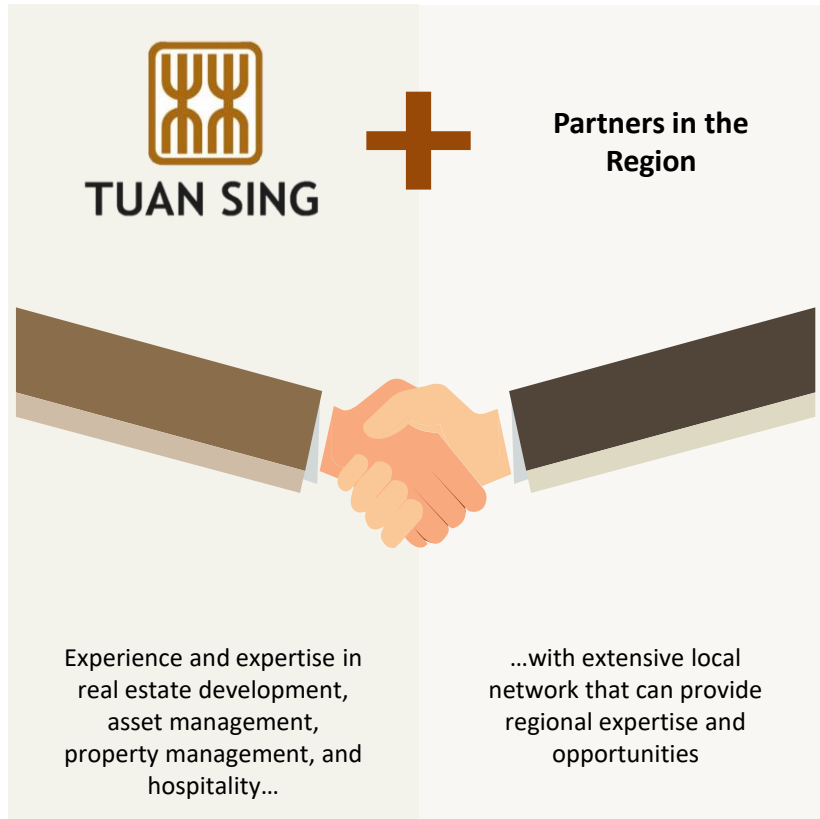 TUAN SING
Partners in the
Region
Experience and expertise in
real estate development,
asset management,
property management, and
hospitality…
…with extensive local
network that can provide
regional expertise and
opportunities